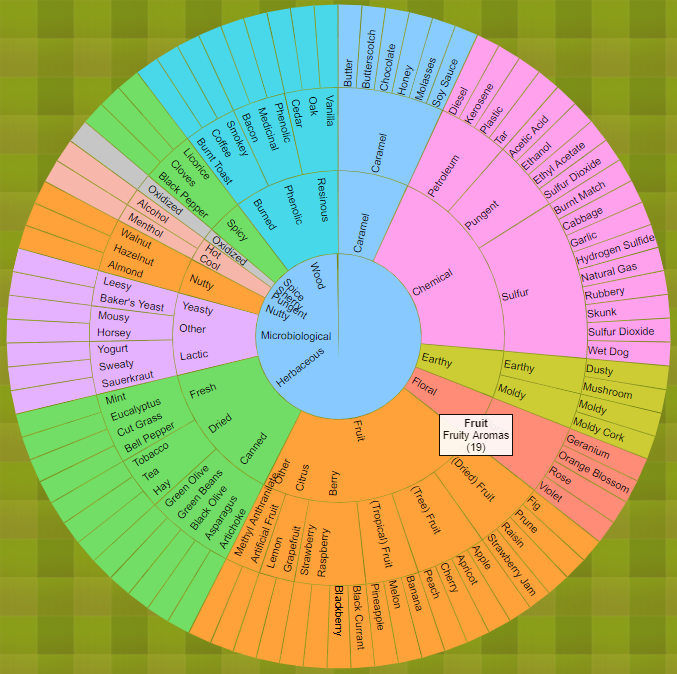 Butter
Butterscotch
Chocolate
Honey
Molasses
Soy Sauce
Diesel
Kerosene
Plastic
Tar
Acetic Acid
Ethanol
Ethyl Acetate
Sulfur Dioxide
Burnt Match
Cabbage
Garlic
Hydrogen Sulfide
Natural Gas
Rubbery
Skunk
Sulfur Dioxide
Wet Dog
Dusty
Mushroom
Moldy
Moldy Cork
Geranium
Orange Blossom
Rose
Violet
Fig
Prune
Raisin
Strawberry Jam
Apple
Apricot
Cherry
Peach
Banana
Melon
Pineapple
Black Currant
Blackberry
Raspberry
Strawberry
Grapefruit
Lemon
Artificial Fruit
Methyl Anthranilate
Artichoke
Asparagus
Black Olive
Green Beans
Green Olive
Hay
Tea
Tobacco
Bell Pepper
Cut Grass
Eucalyptus
Mint
Sauerkraut
Sweaty
Yogurt
Horsey
Mousy
Baker's Yeast
Leesy
Almond
Hazelnut
Walnut
Menthol
Alcohol
Oxidized
Black Pepper
Cloves
Licorice
Burnt Toast
Coffee
Smokey
Bacon
Medicinal
Phenolic
Cedar
Oak
Vanilla
Caramel
Petroleum
Pungent
Sulfur
Earthy
Moldy
(Dried) Fruit
(Tree) Fruit
(Tropical) Fruit
Berry
Citrus
Other
Canned
Dried
Fresh
Lactic
Other
Yeasty
Nutty
Cool
Hot
Oxidized
Spicy
Burned
Phenolic
Resinous
Caramel
Chemical
Earthy
Floral
Fruit
Herbaceous
Microbiological
Nutty
Pungent
Sherry
Spice
Wood
Fruit
Fruity Aromas
(19)